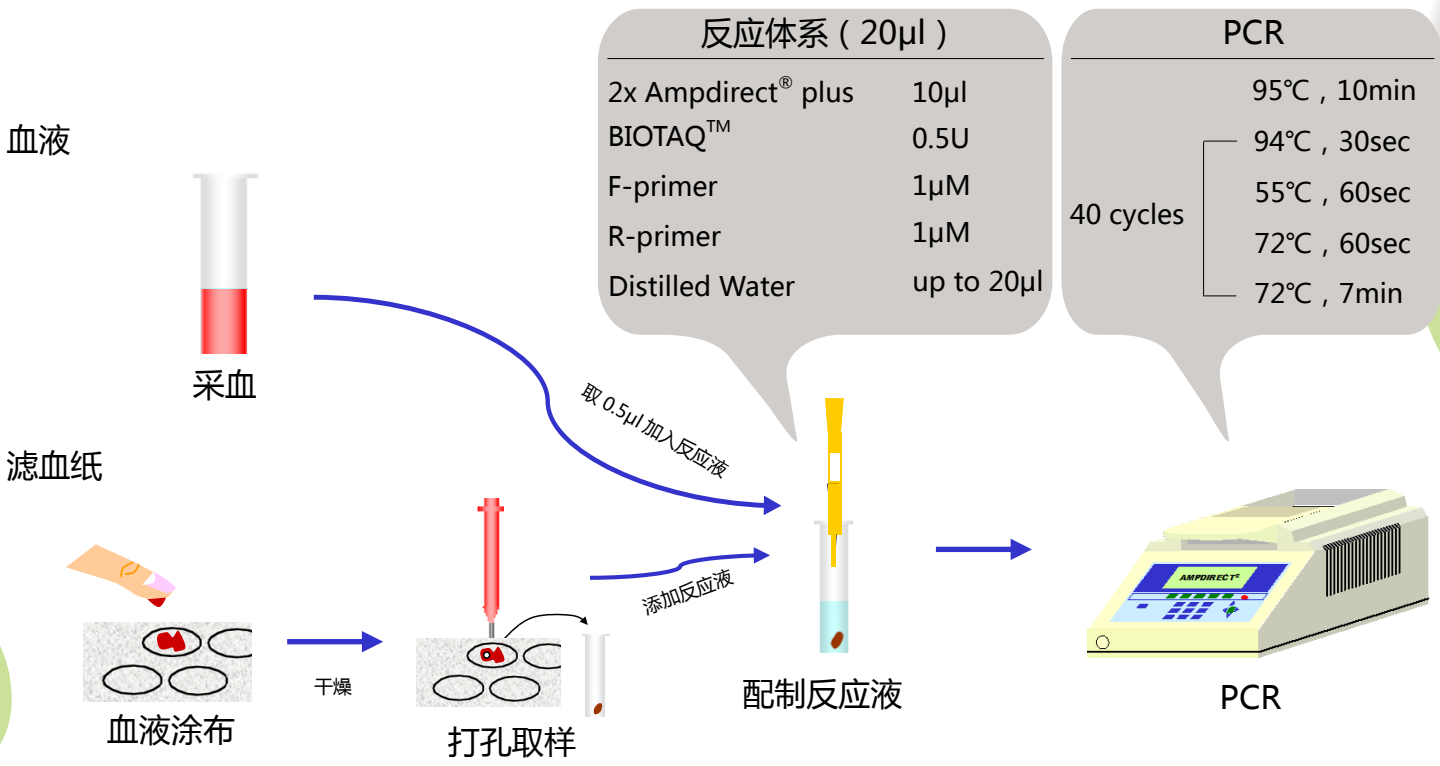 反应体系（20µl）
2x Ampdirect® plus 10µl
BIOTAQ™ 0.5U
F-primer 1µM
R-primer 1µM
Distilled Water up to 20µl
PCR
95℃，10min
94℃，30sec
55℃，60sec
40 cycles
72℃，60sec
72℃，7min
血液
采血
取 0.5µl 加入反应液
滤血纸
添加反应液
干燥
血液涂布
打孔取样
配制反应液
AMPDIRECT®
PCR